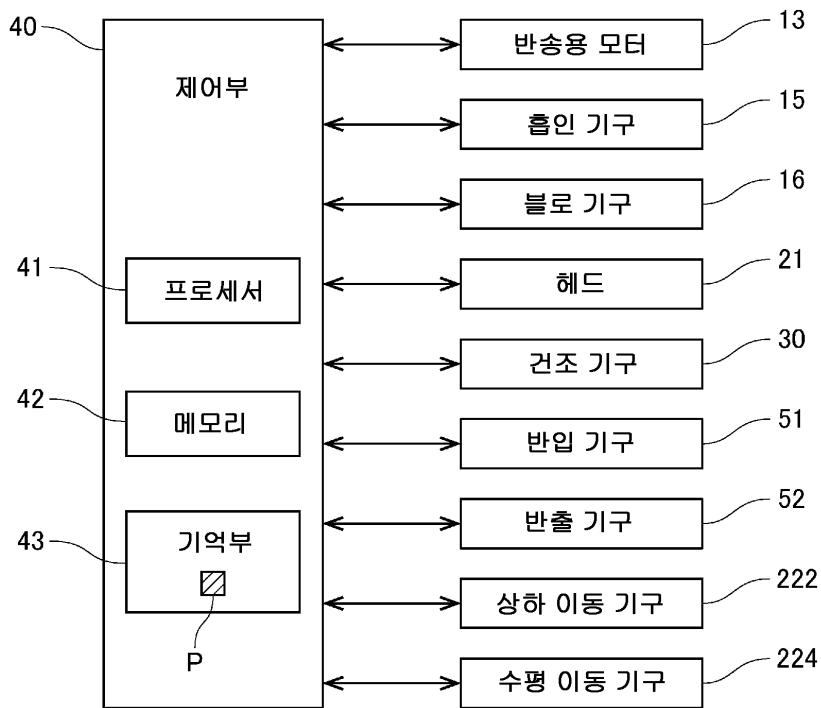 40
제어부
41
프로세서
42
메모리
43
기억부
P
반송용 모터
13
흡인 기구
15
블로 기구
16
헤드
21
건조 기구
30
반입 기구
51
반출 기구
52
상하 이동 기구
222
수평 이동 기구
224